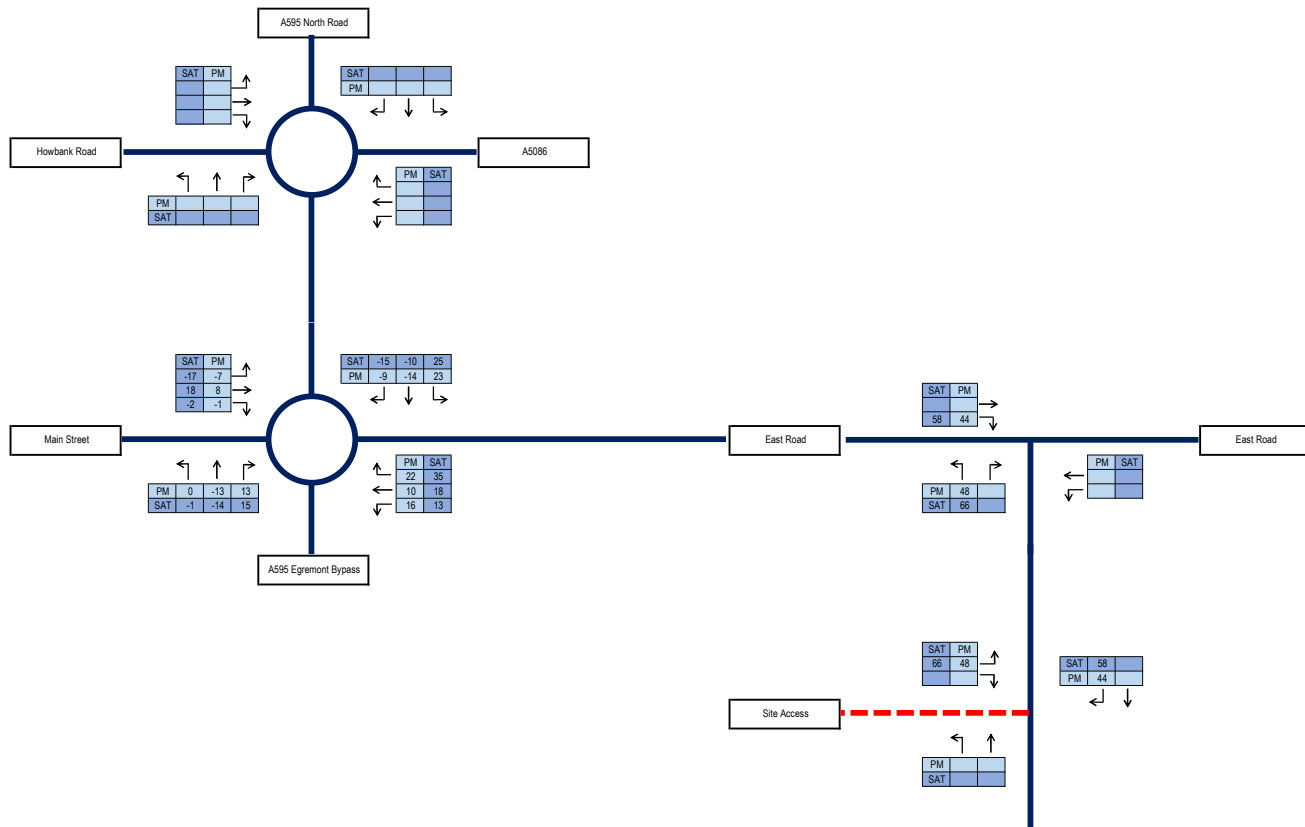 A595 North Road
SAT PM
SAT
PM
Howbank Road
A5086
PM
SAT
PM SAT
SAT PM
-17 -7
18 8
-2 -1
SAT -15 -10 25
PM -9 -14 23
Main Street
East Road
East Road
SAT PM
58 44
PM 0 -13 13
SAT -1 -14 15
PM SAT
22 35
10 18
16 13
PM 48
SAT 66
PM SAT
A595 Egremont Bypass
SAT PM
66 48
SAT 58
PM 44
Site Access
PM
SAT